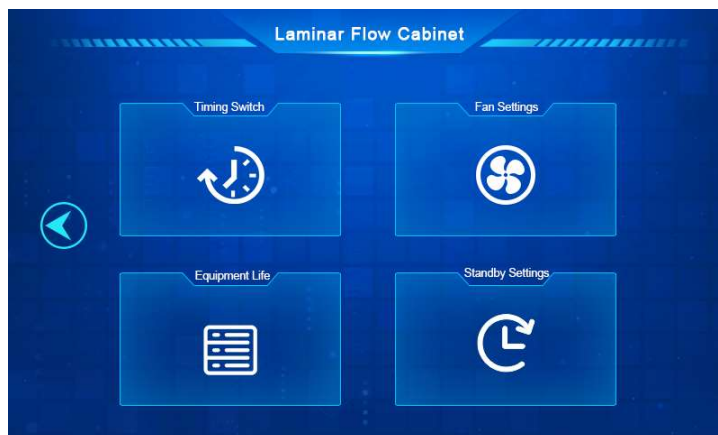 Laminar Flow Cabinet
Timing Switch
Fan Settings
Equipment Life
Standby Settings